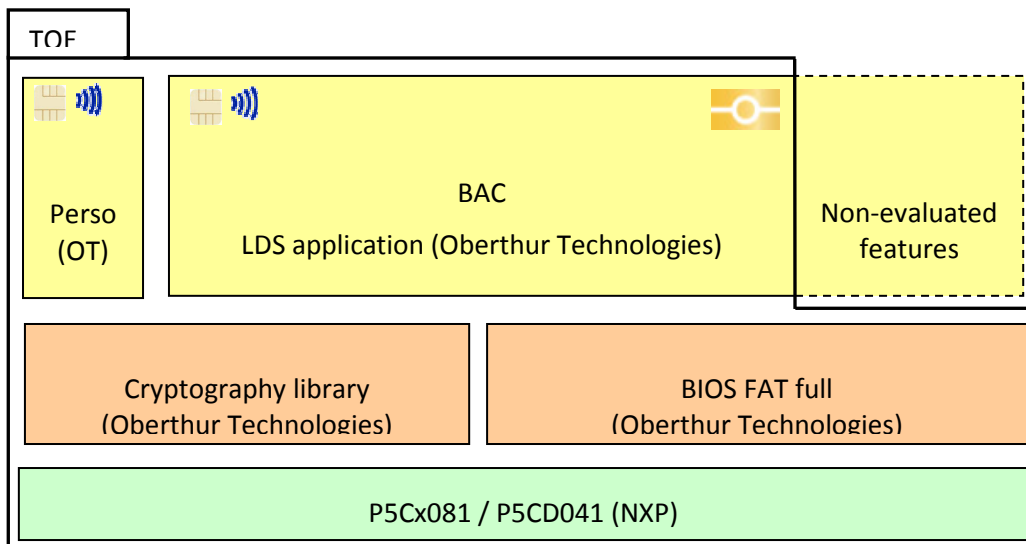 TOE
Perso
(OT)
BAC
LDS application (Oberthur Technologies)
Non-evaluated
features
Cryptography library
(Oberthur Technologies)
BIOS FAT full
(Oberthur Technologies)
P5Cx081 / P5CD041 (NXP)